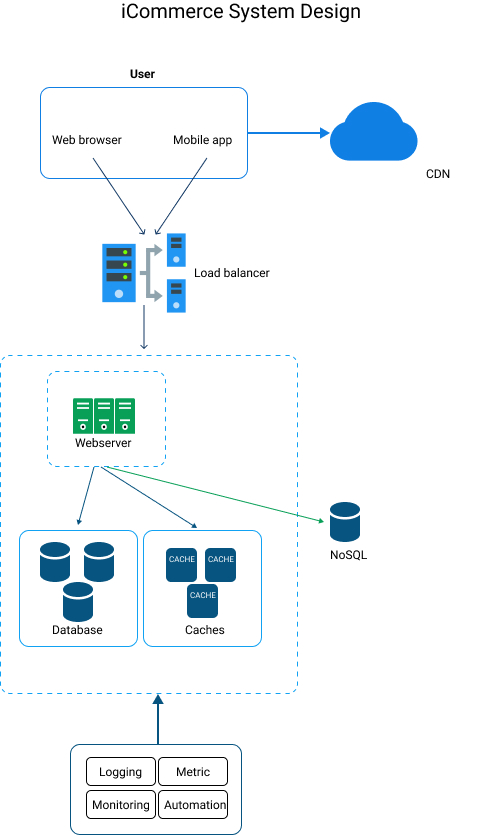 iCommerce System Design
User
Web browser
Mobile app
CDN
Load balancer
Webserver
NoSQL
CACHE
CACHE
CACHE
Database
Caches
Logging
Metric
Monitoring
Automation